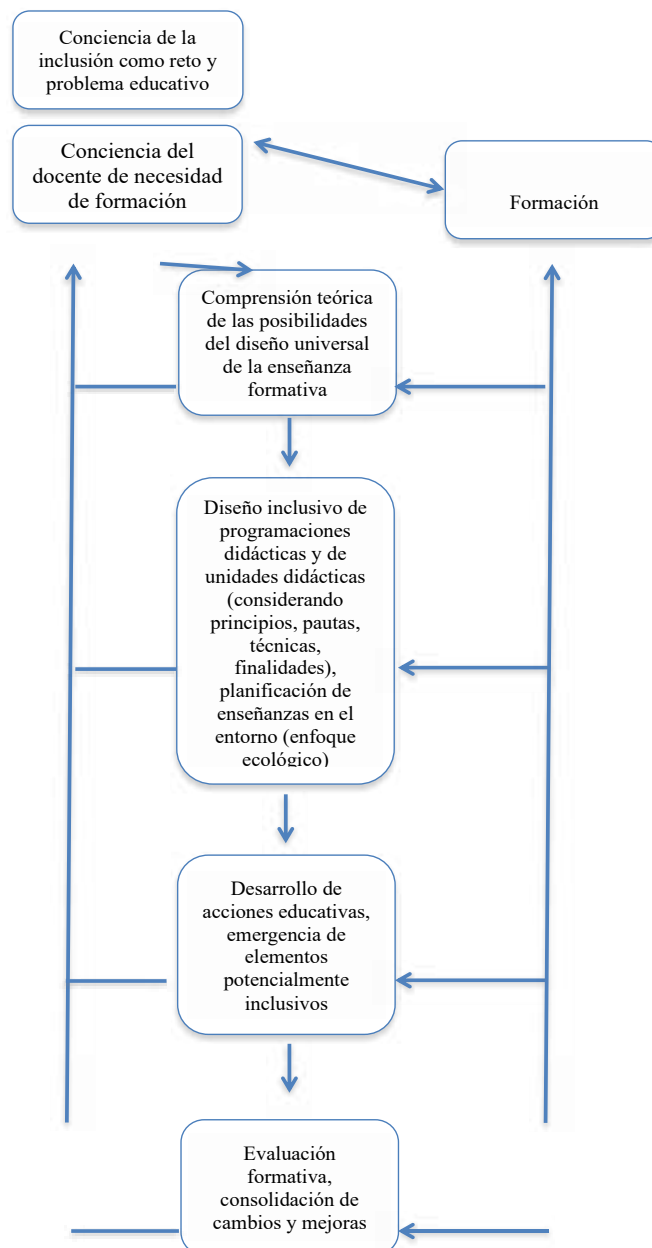 Conciencia de la
inclusión como reto y
problema educativo
Conciencia del
docente de necesidad
de formación
Formación
Comprensión teórica
de las posibilidades
del diseño universal
de la enseñanza
formativa
Diseño inclusivo de
programaciones
didácticas y de
unidades didácticas
(considerando
principios, pautas,
técnicas,
finalidades),
planificación de
enseñanzas en el
entorno (enfoque
ecológico)
Desarrollo de
acciones educativas,
emergencia de
elementos
potencialmente
inclusivos
Evaluación
formativa,
consolidación de
cambios y mejoras